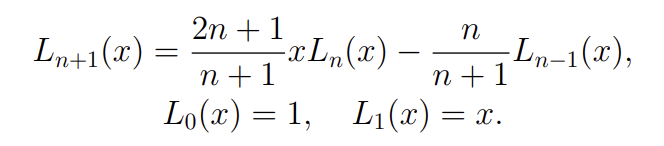 L_{n+1}(x) = \frac{2n+1}{n+1} x L_n(x) - \frac{n}{n+1} L_{n-1}(x),
L_0(x) = 1, \quad L_1(x) = x.